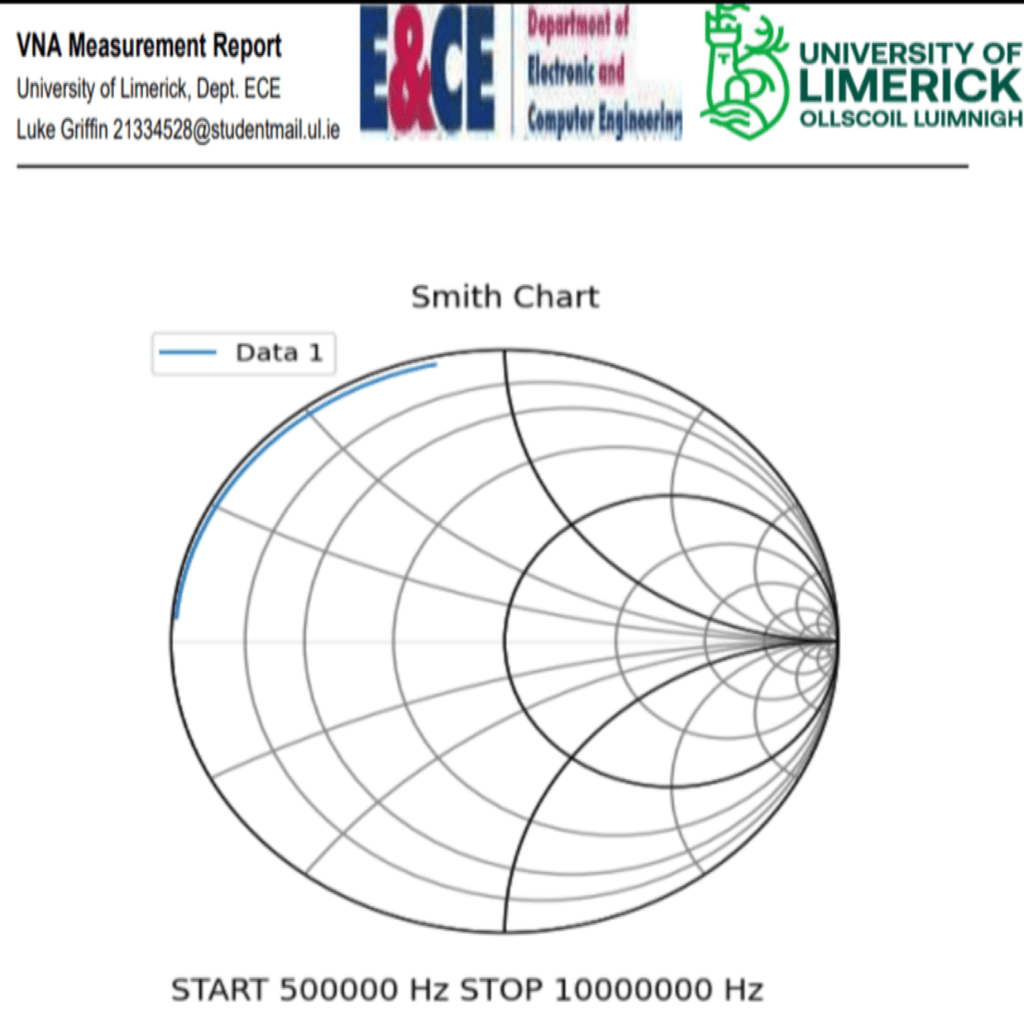 VNA Measurement Report
University of Limerick, Dept. ECE
Luke Griffin 21334528@studentmail.ul.ie
E&CE
Department of
Electronic and
Computer Engineering
UNIVERSITY OF
LIMERICK
OLLSCOIL LUIMNIGH
Smith Chart
Data 1
START 500000 Hz STOP 10000000 Hz